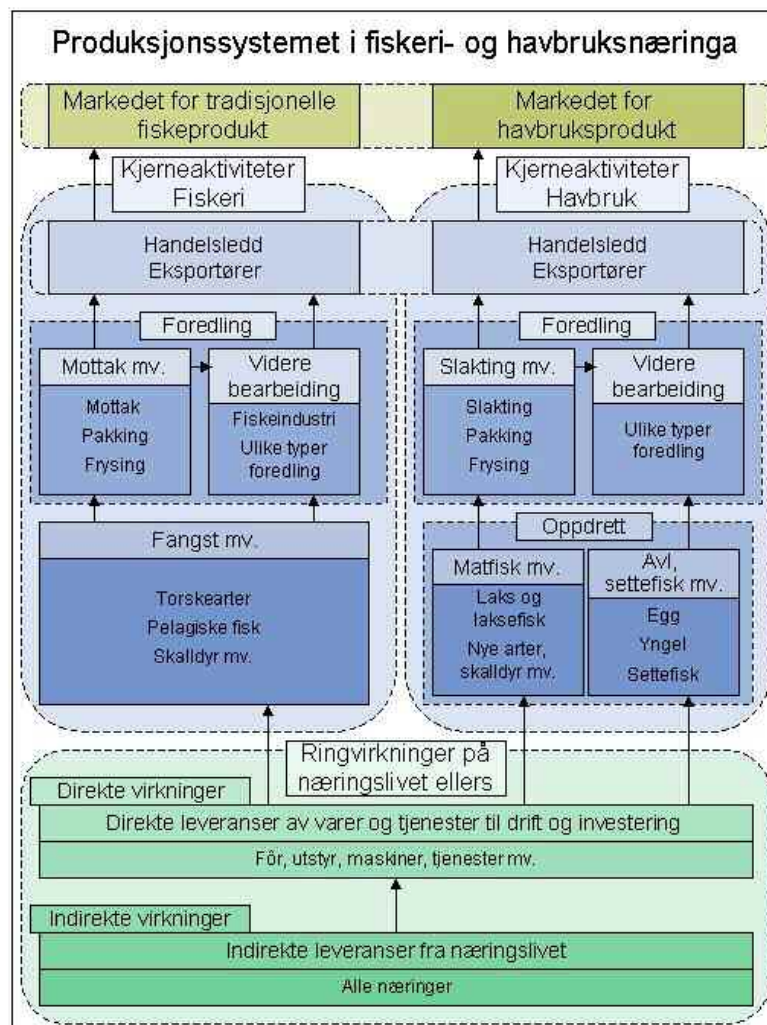 Produksjonssystemet i fiskeri- og havbruksnæringa
Markedet for tradisjonelle
fiskeprodukt
Markedet for
havbruksprodukt
Kjerneaktiviteter
Fiskeri
Kjerneaktiviteter
Havbruk
Handelsledd
Eksportører
Handelsledd
Eksportører
Foredling
Mottak mv.
Mottak
Pakking
Frysing
Videre
bearbeiding
Fiskeindustri
Ulike typer
foredling
Foredling
Slakting mv.
Slakting
Pakking
Frysing
Videre
bearbeiding
Ulike typer
foredling
Fangst mv.
Torskearter
Pelagiske fisk
Skalldyr mv.
Oppdrett
Matfisk mv.
Laks og
laksefisk
Nye arter,
skalldyr mv.
Avl,
settefisk mv.
Egg
Yngel
Settefisk
Ringvirkninger på
næringslivet ellers
Direkte virkninger
Direkte leveranser av varer og tjenester til drift og investering
Fôr, utstyr, maskiner, tjenester mv.
Indirekte virkninger
Indirekte leveranser fra næringslivet
Alle næringer